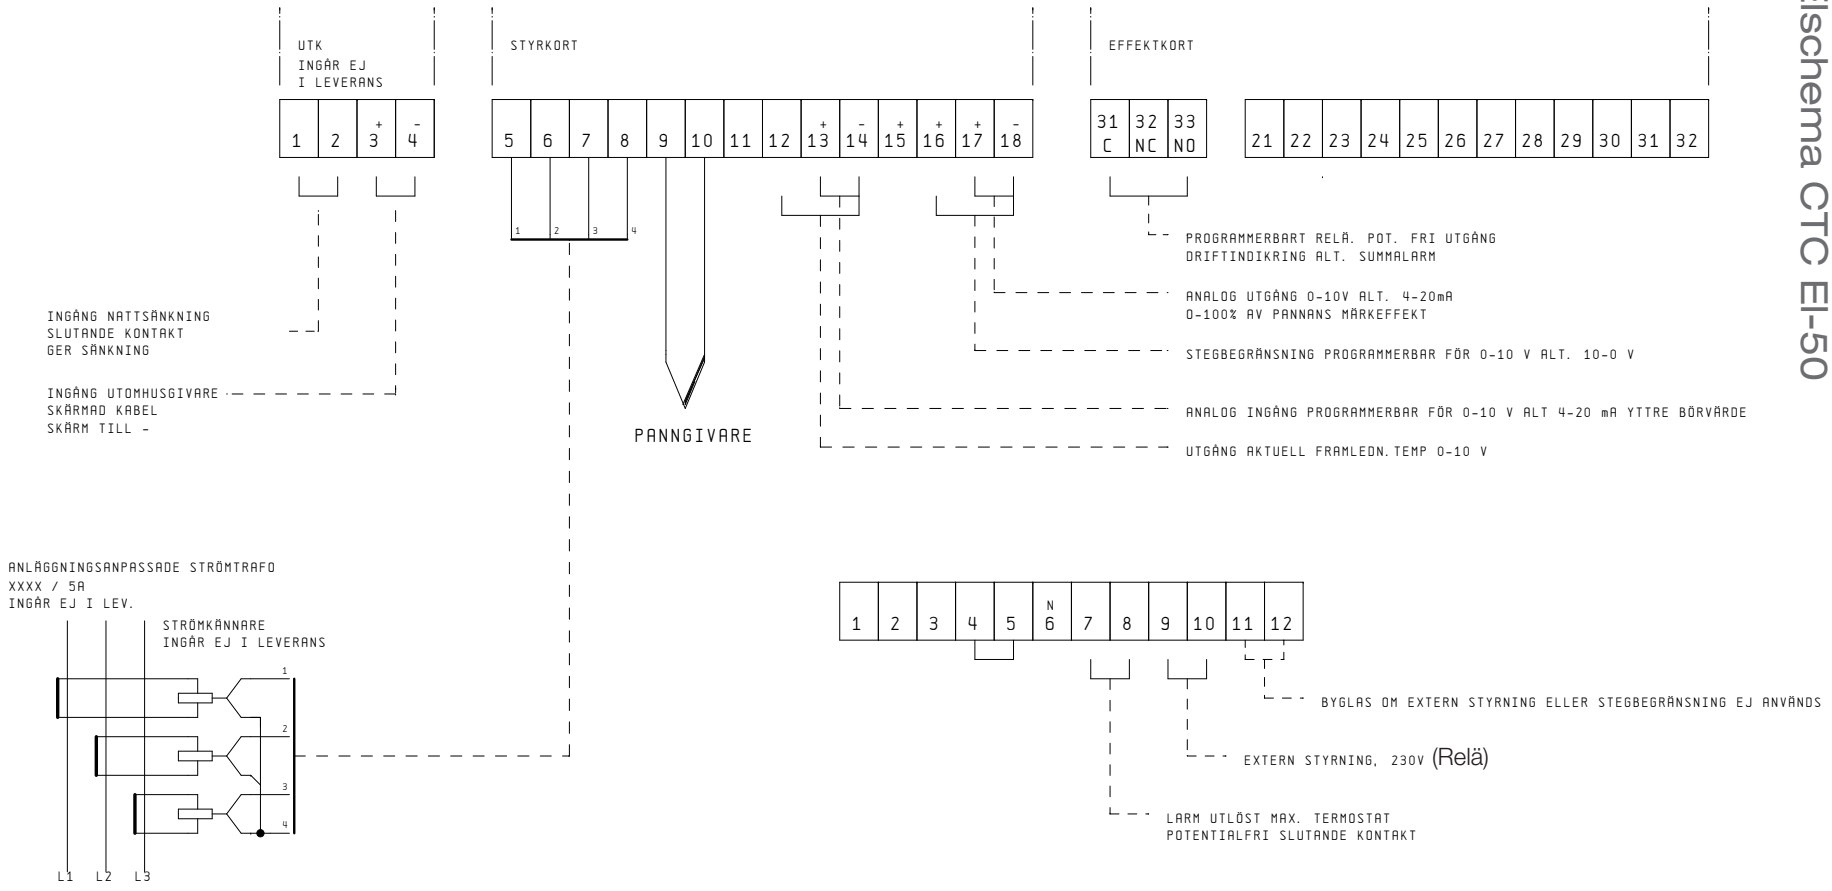 Elschema CTC El-50
UTK
INGÅR EJ
I LEVERANS
STYRKORT
EFFEKTKORT
1 2 + 3 - 4
5 6 7 8 9 10 11 12 + 13 - 14 + 15 + 16 + 17 - 18
31 C 32 NC 33 NO
21 22 23 24 25 26 27 28 29 30 31 32
1 2 3 4
PROGRAMMERBART RELÄ. POT. FRI UTGÅNG
DRIFTINDIKRING ALT. SUMMALARM
ANALOG UTGÅNG 0-10V ALT. 4-20mA
0-100% AV PANNANS MÄRKEFFEKT
STEGBEGRÄNSNING PROGRAMMERBAR FÖR 0-10 V ALT. 10-0 V
ANALOG INGÅNG PROGRAMMERBAR FÖR 0-10 V ALT 4-20 mA YTTRE BÖRVÄRDE
UTGÅNG AKTUELL FRAMLEDN.TEMP 0-10 V
INGÅNG NATTSÄNKNING
SLUTANDE KONTAKT
GER SÄNKNING
INGÅNG UTOMHUSGIVARE
SKÄRMAD KABEL
SKÄRM TILL -
PANNGIVARE
ANLÄGGNINGSANPASSADE STRÖMTRAFO
XXXX / 5A
INGÅR EJ I LEV.
STRÖMKÄNNARE
INGÅR EJ I LEVERANS
1
2
3
4
L1 L2 L3
1 2 3 4 5 N 6 7 8 9 10 11 12
BYGLAS OM EXTERN STYRNING ELLER STEGBEGRÄNSNING EJ ANVÄNDS
EXTERN STYRNING, 230V (Relä)
LARM UTLÖST MAX. TERMOSTAT
POTENTIALFRI SLUTANDE KONTAKT